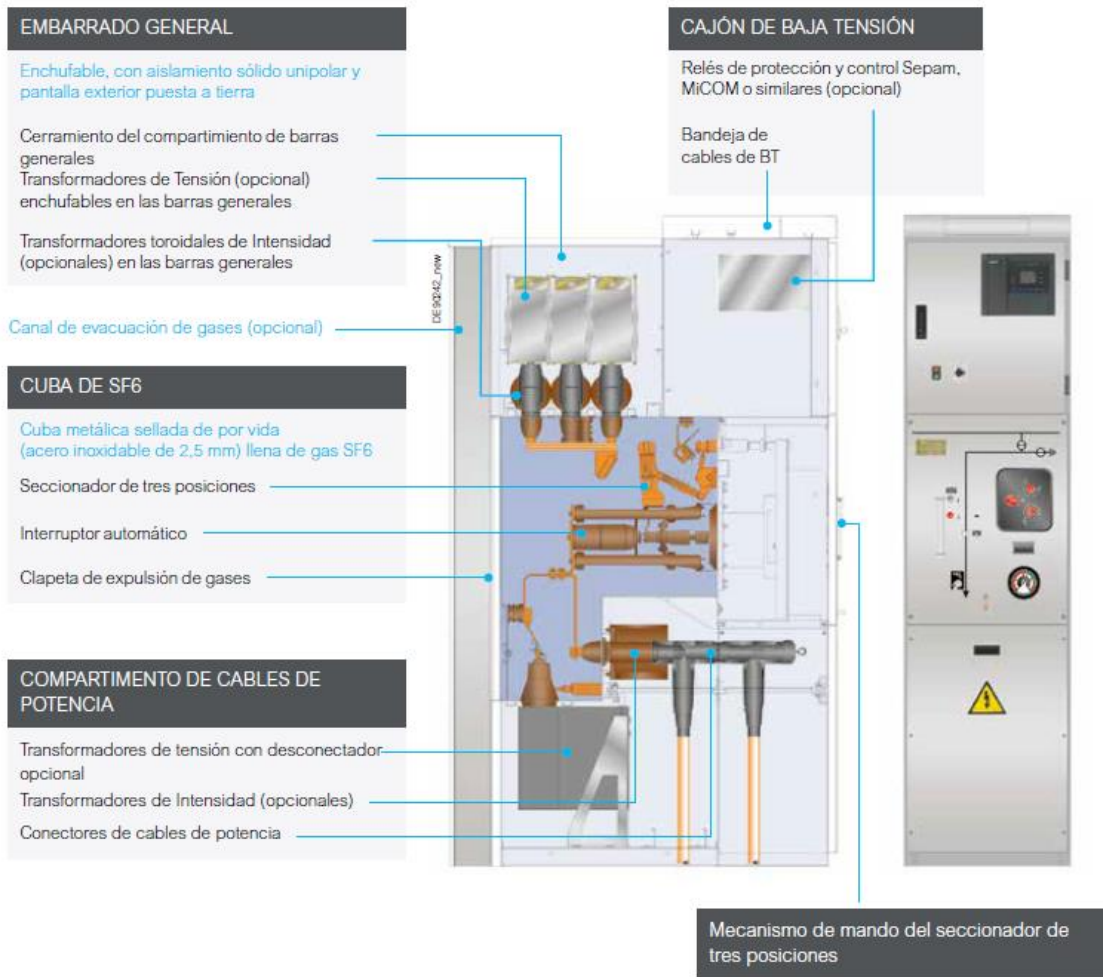 EMBARRADO GENERAL
Enchufable, con aislamiento sólido unipolar y
pantalla exterior puesta a tierra
Cerramiento del compartimento de barras
generales
Transformadores de Tensión (opcional)
enchufables en las barras generales
Transformadores toroidales de Intensidad
(opcionales) en las barras generales
Canal de evacuación de gases (opcional)
CUBA DE SF6
Cuba metálica sellada de por vida
(acero inoxidable de 2,5 mm) llena de gas SF6
Seccionador de tres posiciones
Interruptor automático
Clapeta de expulsión de gases
COMPARTIMENTO DE CABLES DE
POTENCIA
Transformadores de tensión con desconectador
opcional
Transformadores de Intensidad (opcionales)
Conectores de cables de potencia
CAJÓN DE BAJA TENSIÓN
Relés de protección y control Sepam,
MiCOM o similares (opcional)
Bandeja de
cables de BT
DE90242_new
Mecanismo de mando del seccionador de
tres posiciones